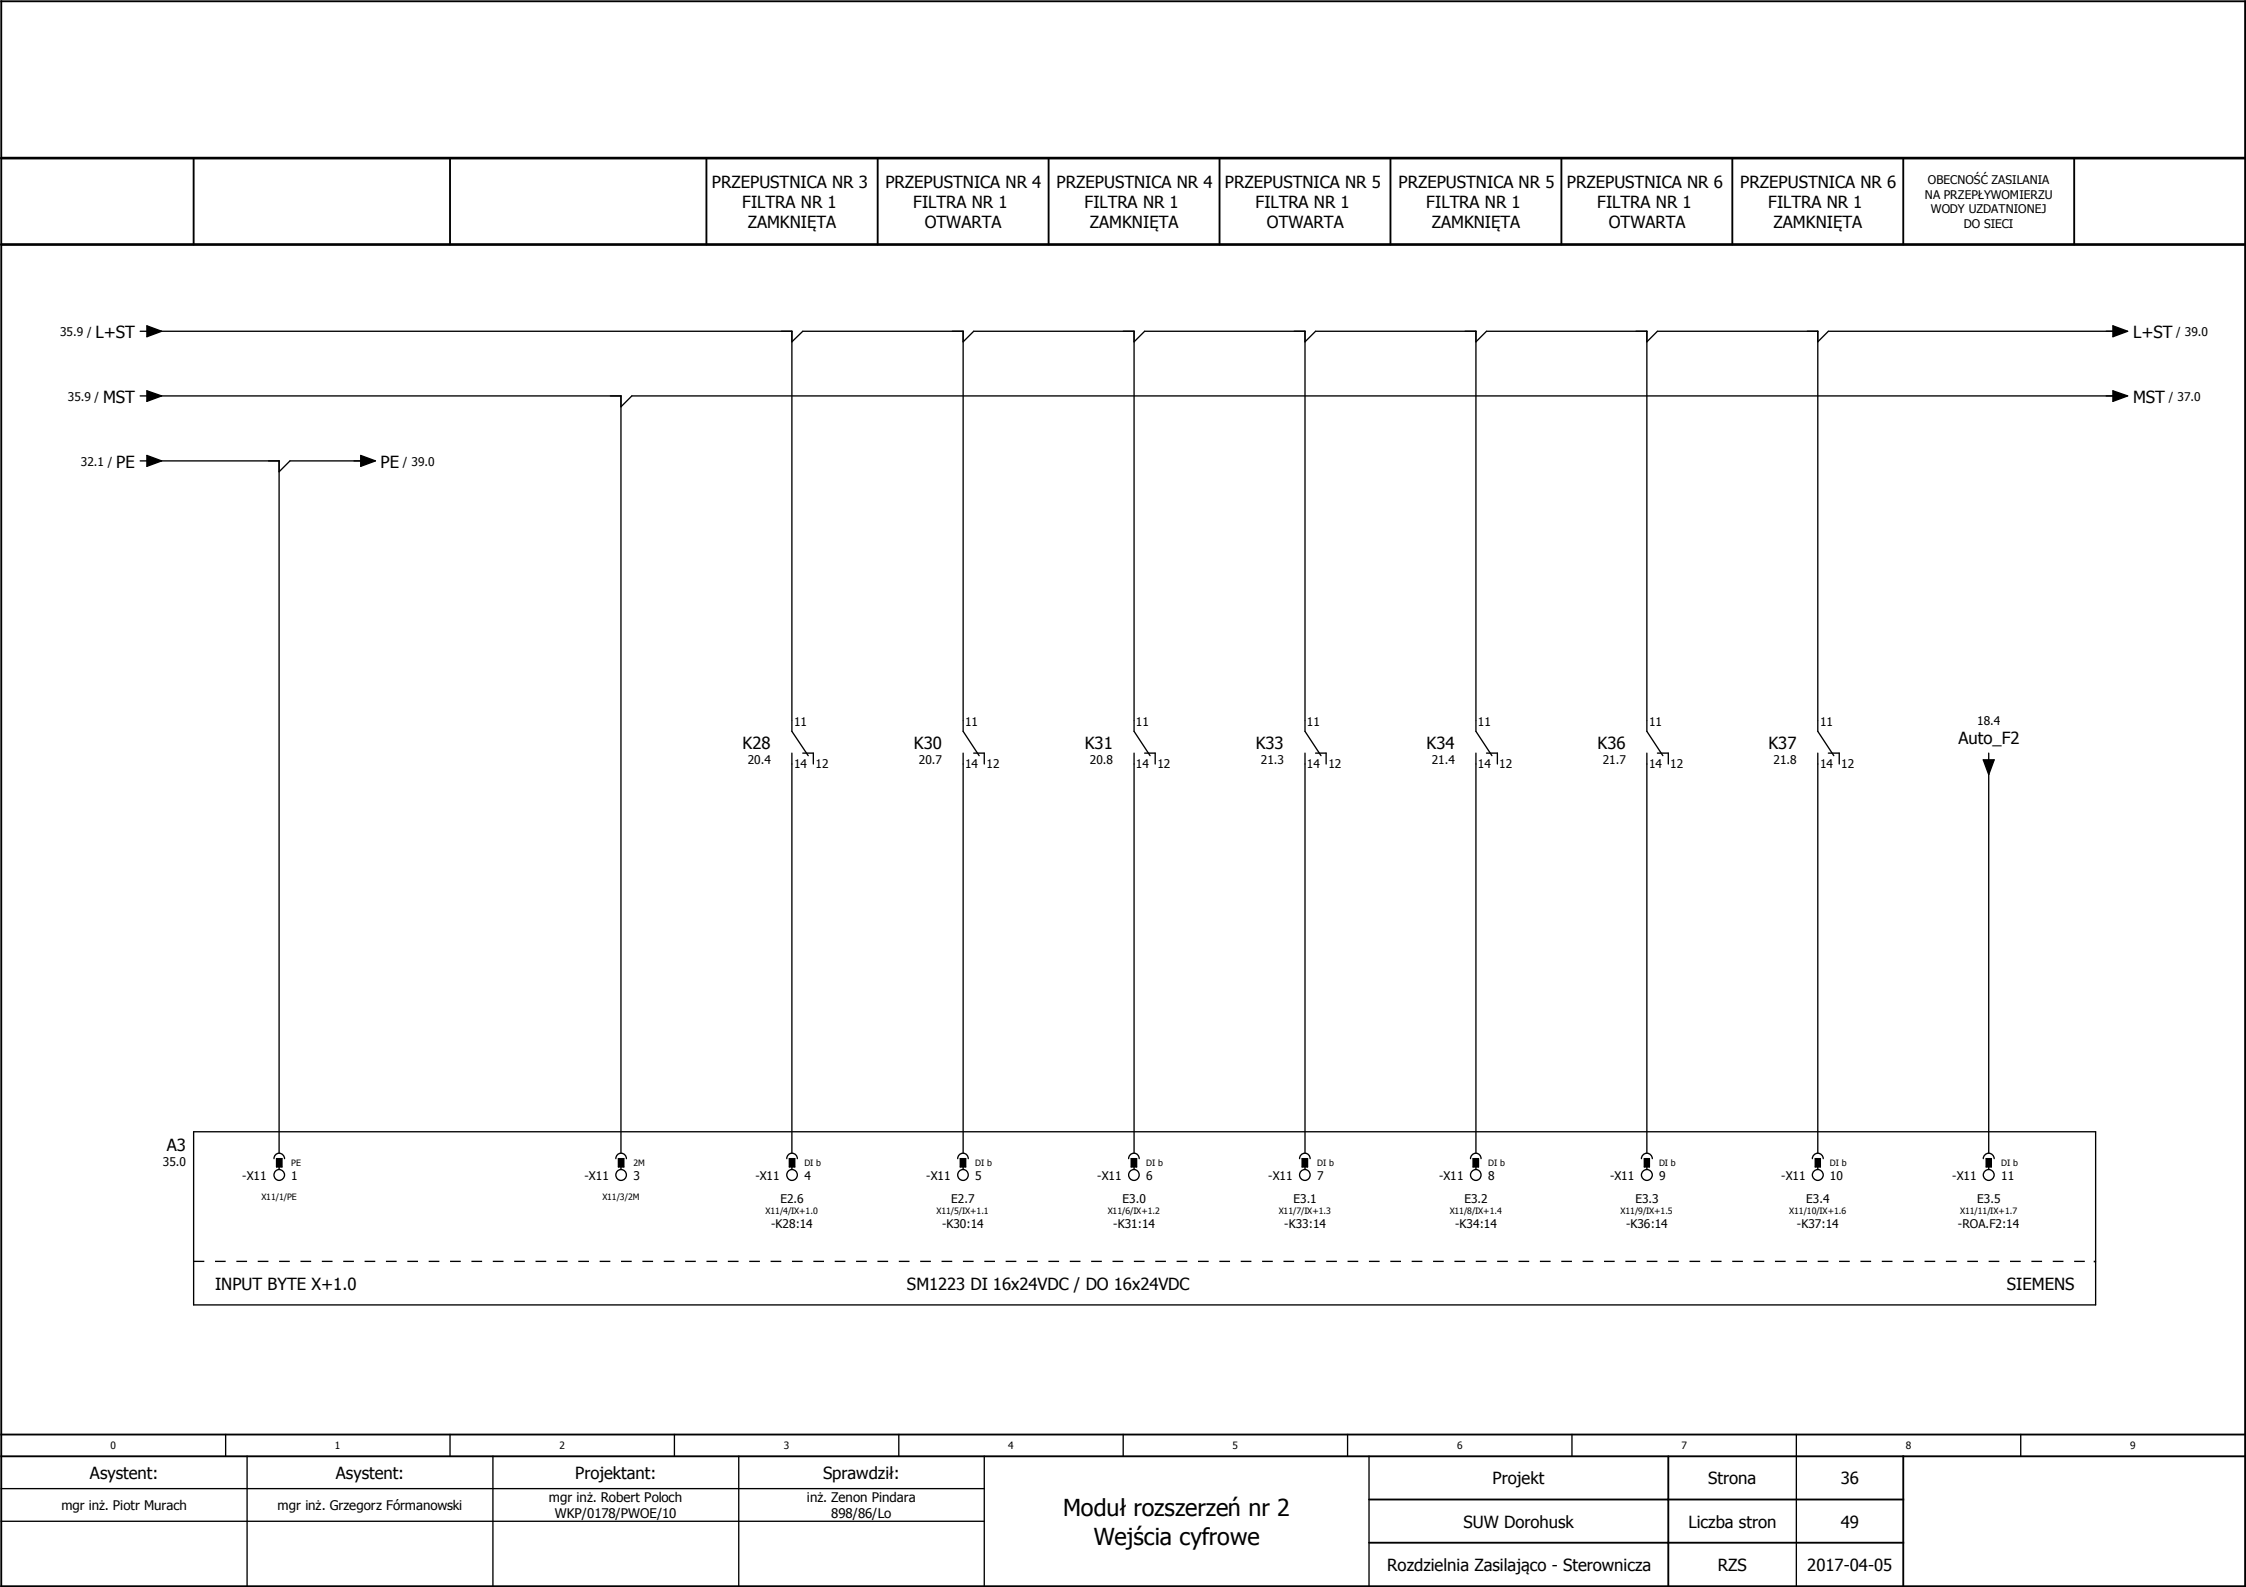 PRZEPUSTNICA NR 3
FILTRA NR 1
ZAMKNIĘTA
PRZEPUSTNICA NR 4
FILTRA NR 1
OTWARTA
PRZEPUSTNICA NR 4
FILTRA NR 1
ZAMKNIĘTA
PRZEPUSTNICA NR 5
FILTRA NR 1
OTWARTA
PRZEPUSTNICA NR 5
FILTRA NR 1
ZAMKNIĘTA
PRZEPUSTNICA NR 6
FILTRA NR 1
OTWARTA
PRZEPUSTNICA NR 6
FILTRA NR 1
ZAMKNIĘTA
OBECNOŚĆ ZASILANIA
NA PRZEPŁYWOMIERZU
WODY UZDATNIONEJ
DO SIECI
35.9 / L+ST
L+ST / 39.0
35.9 / MST
MST / 37.0
32.1 / PE
PE / 39.0
K28
20.4
11
14 12
K30
20.7
11
14 12
K31
20.8
11
14 12
K33
21.3
11
14 12
K34
21.4
11
14 12
K36
21.7
11
14 12
K37
21.8
11
14 12
18.4
Auto_F2
A3
35.0
PE
-X11 1
X11/1/PE
2M
-X11 3
X11/3/2M
DI b
-X11 4
E2.6
X11/4/IX+1.0
-K28:14
DI b
-X11 5
E2.7
X11/5/IX+1.1
-K30:14
DI b
-X11 6
E3.0
X11/6/IX+1.2
-K31:14
DI b
-X11 7
E3.1
X11/7/IX+1.3
-K33:14
DI b
-X11 8
E3.2
X11/8/IX+1.4
-K34:14
DI b
-X11 9
E3.3
X11/9/IX+1.5
-K36:14
DI b
-X11 10
E3.4
X11/10/IX+1.6
-K37:14
DI b
-X11 11
E3.5
X11/11/IX+1.7
-ROA.F2:14
INPUT BYTE X+1.0
SM1223 DI 16x24VDC / DO 16x24VDC
SIEMENS
0 1 2 3 4 5 6 7 8 9
Asystent:
mgr inż. Piotr Murach
Asystent:
mgr inż. Grzegorz Fórmanowski
Projektant:
mgr inż. Robert Poloch
WKP/0178/PWOE/10
Sprawdził:
inż. Zenon Pindara
898/86/Lo
Moduł rozszerzeń nr 2
Wejścia cyfrowe
Projekt
Strona
36
SUW Dorohusk
Liczba stron
49
Rozdzielnia Zasilająco - Sterownicza
RZS
2017-04-05